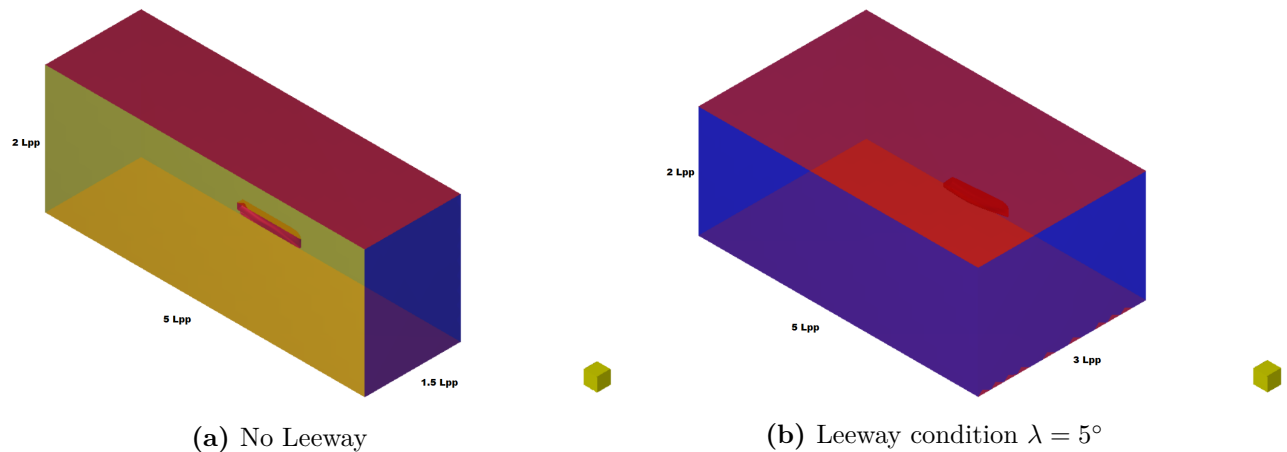 2 Lpp
5 Lpp
1.5 Lpp
(a) No Leeway
2 Lpp
5 Lpp
3 Lpp
(b) Leeway condition λ = 5°